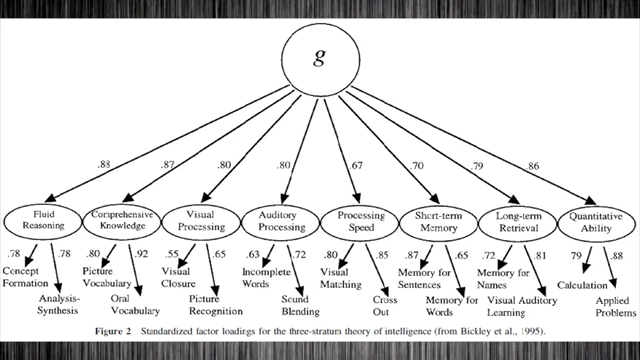 g
.88 .87 .80 .80 .67 .70 .79 .86
Fluid
Reasoning
Comprehensive
Knowledge
Visual
Processing
Auditory
Processing
Processing
Speed
Short-term
Memory
Long-term
Retrieval
Quantitative
Ability
.78 .78 .80 .92 .55 .65 .63 .72 .80 .85 .87 .65 .72 .81 .79 .88
Concept
Formation
Analysis-
Synthesis
Picture
Vocabulary
Oral
Vocabulary
Visual
Closure
Picture
Recognition
Incomplete
Words
Sound
Blending
Visual
Matching
Cross
Out
Memory for
Sentences
Memory for
Words
Memory for
Names
Visual Auditory
Learning
Calculation
Applied
Problems
Figure 2 Standardized factor loadings for the three-stratum theory of intelligence (from Bickley et al., 1995).